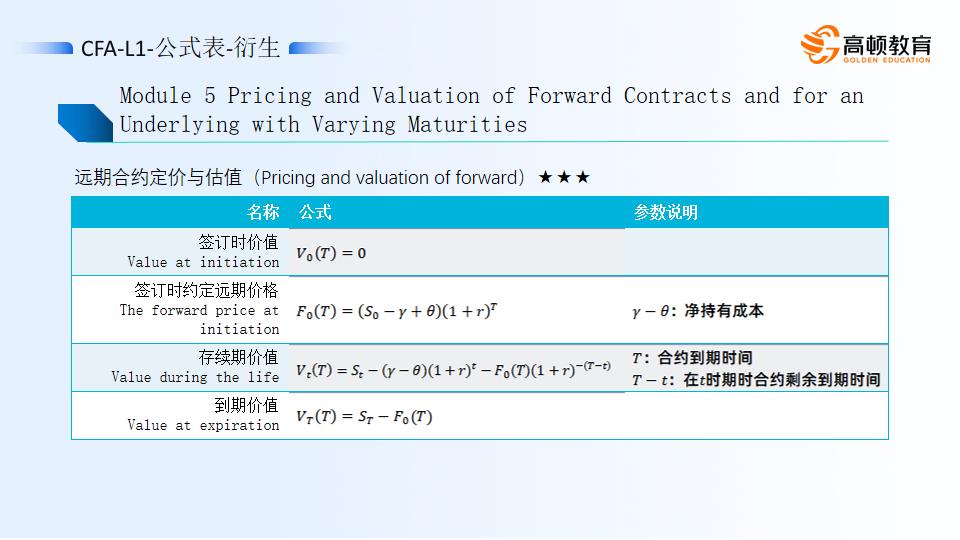 CFA-L1-公式表-衍生
高顿教育
GOLDEN EDUCATION
Module 5 Pricing and Valuation of Forward Contracts and for an
Underlying with Varying Maturities
远期合约定价与估值（Pricing and valuation of forward）★★★
名称 公式 参数说明
签订时价值
Value at initiation
V₀(T) = 0
签订时约定远期价格
The forward price at
initiation
F₀(T) = (S₀ − γ + θ)(1 + r)ᵀ
γ − θ：净持有成本
存续期价值
Value during the life
Vₜ(T) = Sₜ − (γ − θ)(1 + r)ᵗ − F₀(T)(1 + r)⁻⁽ᵀ⁻ᵗ⁾
T：合约到期时间
T − t：在t时期时合约剩余到期时间
到期价值
Value at expiration
V_T(T) = S_T − F₀(T)